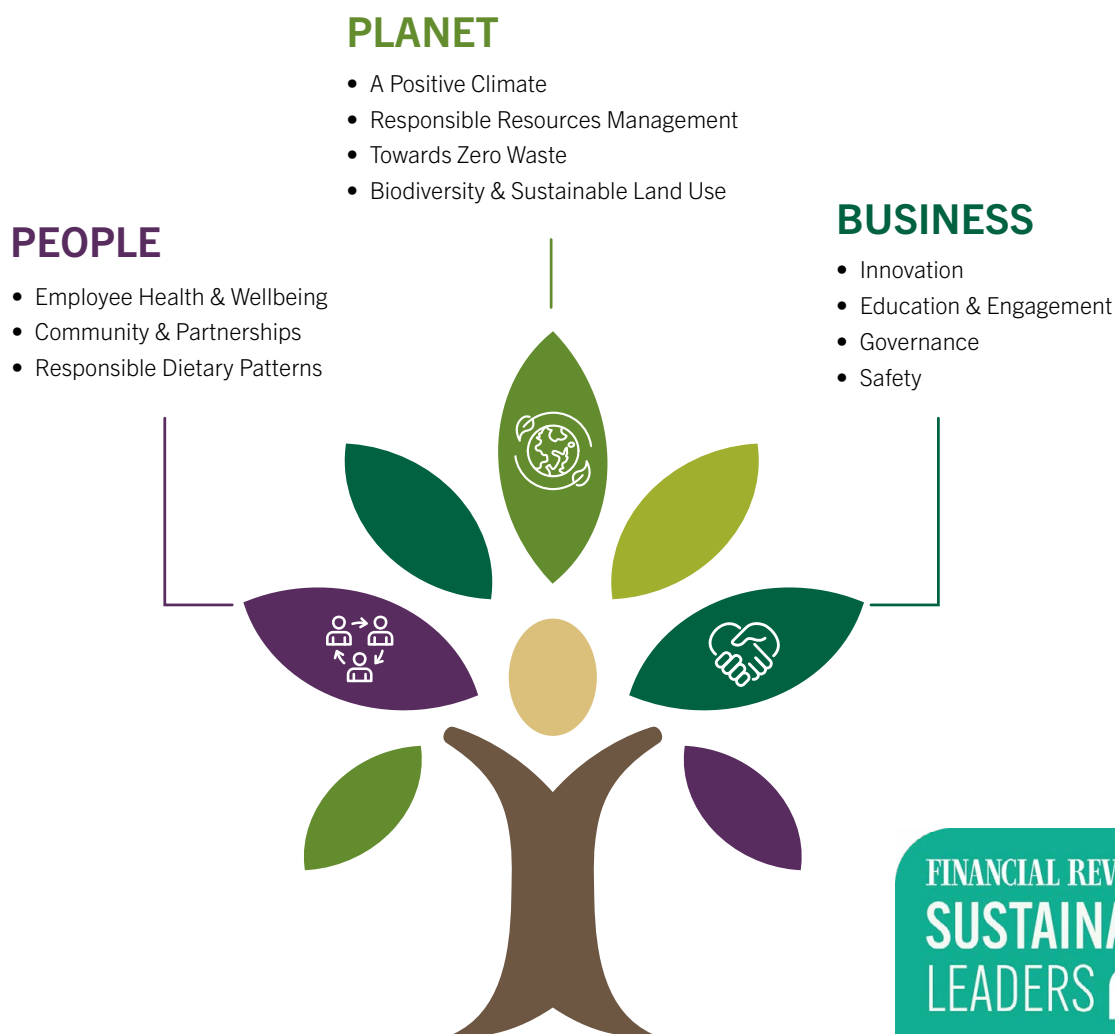 PLANET
• A Positive Climate
• Responsible Resources Management
• Towards Zero Waste
• Biodiversity & Sustainable Land Use
PEOPLE
• Employee Health & Wellbeing
• Community & Partnerships
• Responsible Dietary Patterns
BUSINESS
• Innovation
• Education & Engagement
• Governance
• Safety
FINANCIAL
LEADERS